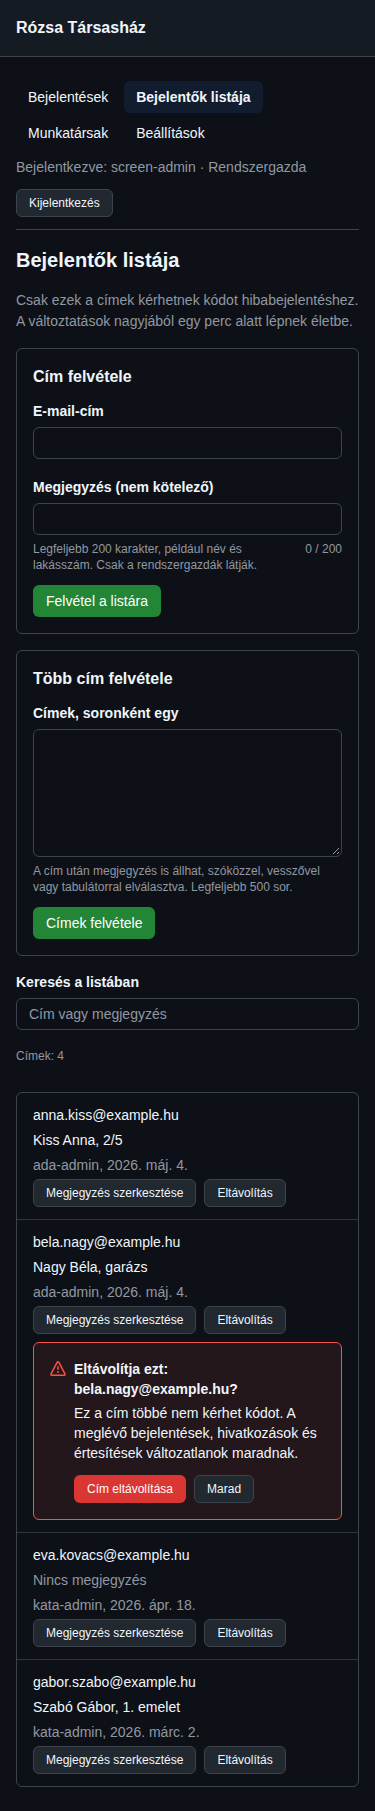 Rózsa Társasház
Bejelentések
Bejelentők listája
Munkatársak
Beállítások
Bejelentkezve: screen-admin · Rendszergazda
Kijelentkezés
Bejelentők listája
Csak ezek a címek kérhetnek kódot hibabejelentéshez.
A változtatások nagyjából egy perc alatt lépnek életbe.
Cím felvétele
E-mail-cím
Megjegyzés (nem kötelező)
Legfeljebb 200 karakter, például név és
lakásszám. Csak a rendszergazdák látják.
0 / 200
Felvétel a listára
Több cím felvétele
Címek, soronként egy
A cím után megjegyzés is állhat, szóközzel, vesszővel
vagy tabulátorral elválasztva. Legfeljebb 500 sor.
Címek felvétele
Keresés a listában
Cím vagy megjegyzés
Címek: 4
anna.kiss@example.hu
Kiss Anna, 2/5
ada-admin, 2026. máj. 4.
Megjegyzés szerkesztése
Eltávolítás
bela.nagy@example.hu
Nagy Béla, garázs
ada-admin, 2026. máj. 4.
Megjegyzés szerkesztése
Eltávolítás
Eltávolítja ezt:
bela.nagy@example.hu?
Ez a cím többé nem kérhet kódot. A
meglévő bejelentések, hivatkozások és
értesítések változatlanok maradnak.
Cím eltávolítása
Marad
eva.kovacs@example.hu
Nincs megjegyzés
kata-admin, 2026. ápr. 18.
Megjegyzés szerkesztése
Eltávolítás
gabor.szabo@example.hu
Szabó Gábor, 1. emelet
kata-admin, 2026. márc. 2.
Megjegyzés szerkesztése
Eltávolítás